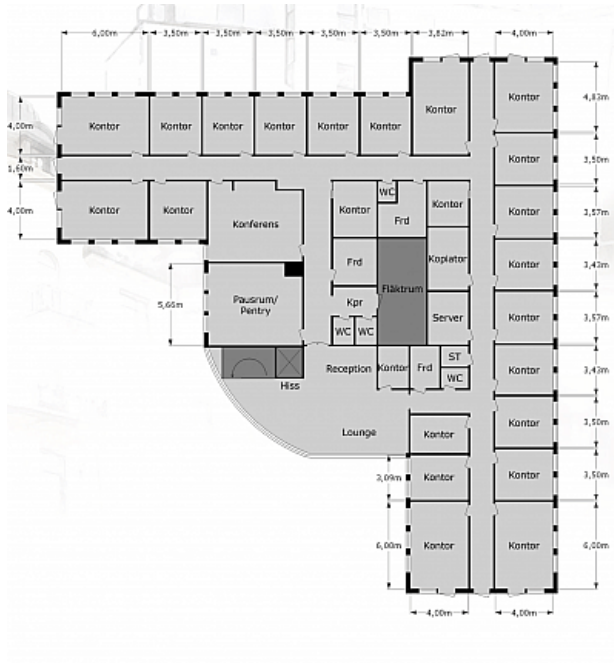 6,00m 3,50m 3,50m 3,50m 3,50m 3,50m 3,82m 4,00m
Kontor
Kontor
4,83m
4,00m
Kontor Kontor Kontor Kontor Kontor Kontor
Kontor
3,50m
1,60m
WC
4,00m
Kontor Kontor
Kontor
Kontor
Kontor
3,57m
Konferens
Frd
Frd
Kopiator
Kontor
3,43m
Fläktrum
5,66m
Pausrum/
Pentry
Kpr
Server
Kontor
3,57m
WC WC
ST
Reception
Kontor
Frd
Kontor
3,43m
WC
Hiss
Lounge
Kontor
Kontor
3,50m
3,09m
Kontor
Kontor
3,50m
6,00m
Kontor
Kontor
6,00m
4,00m 4,00m